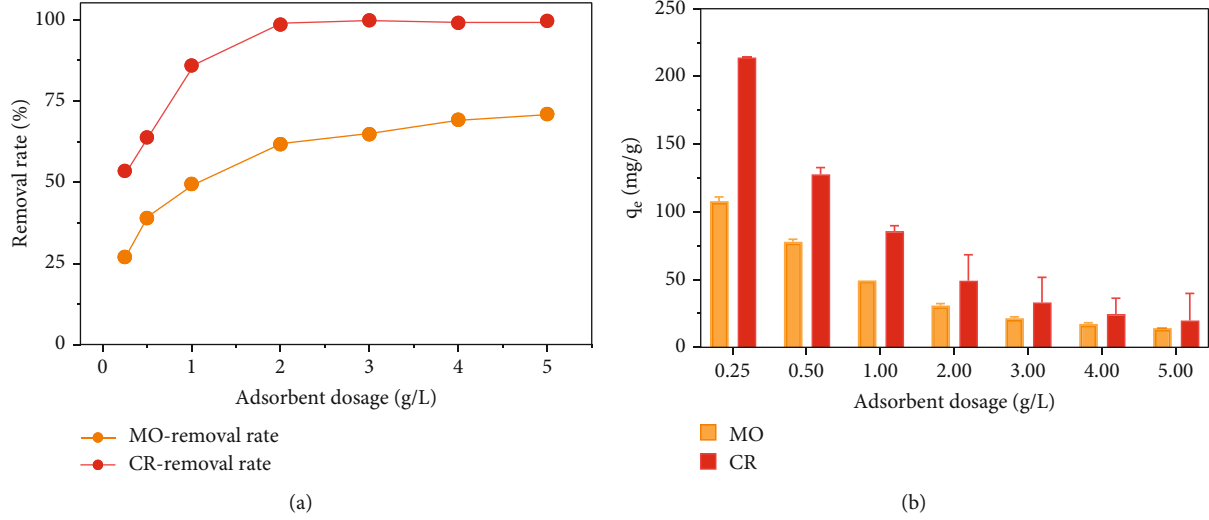 100
75
50
25
0
Removal rate (%)
0 1 2 3 4 5
Adsorbent dosage (g/L)
MO-removal rate
CR-removal rate
(a)
250
200
150
100
50
0
qₑ (mg/g)
0.25 0.50 1.00 2.00 3.00 4.00 5.00
Adsorbent dosage (g/L)
MO
CR
(b)